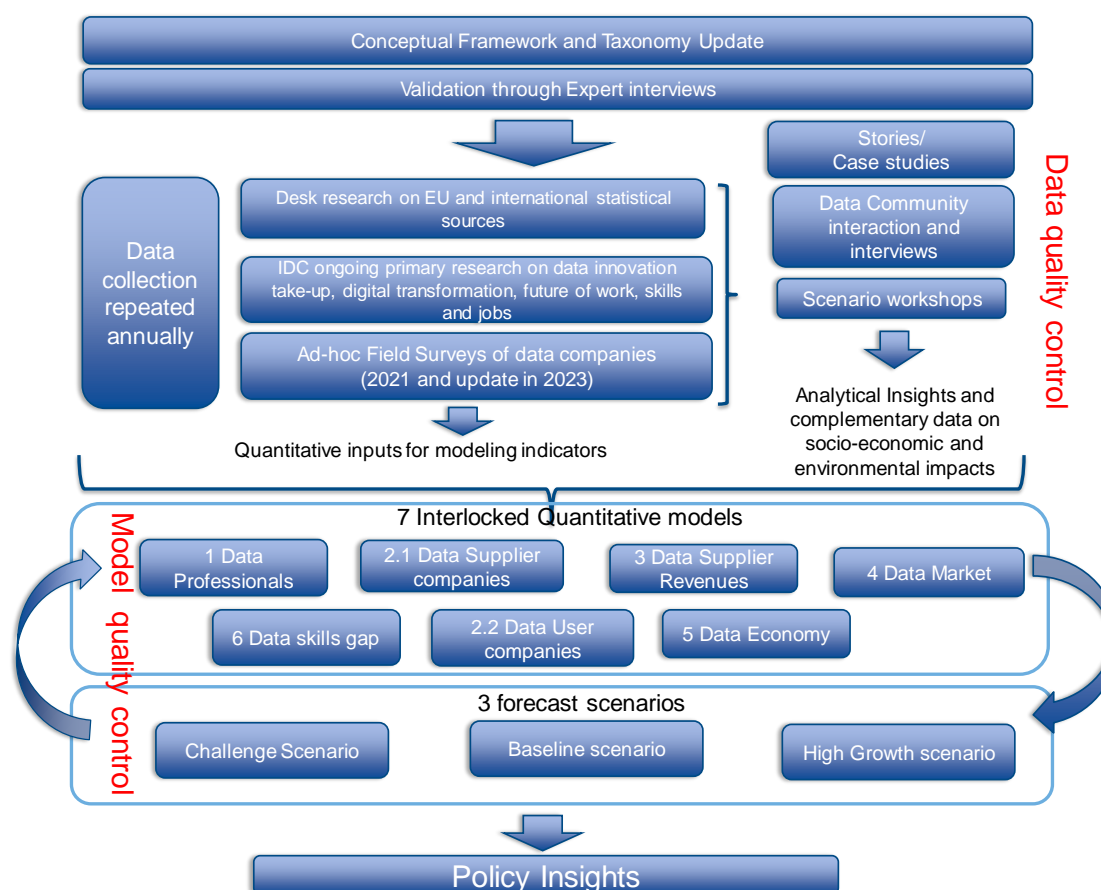 Conceptual Framework and Taxonomy Update
Validation through Expert interviews
Stories/
Case studies
Data Community
interaction and
interviews
Scenario workshops
Data quality control
Data
collection
repeated
annually
Desk research on EU and international statistical
sources
IDC ongoing primary research on data innovation
take-up, digital transformation, future of work, skills
and jobs
Ad-hoc Field Surveys of data companies
(2021 and update in 2023)
Quantitative inputs for modeling indicators
Analytical Insights and
complementary data on
socio-economic and
environmental impacts
Model quality control
7 Interlocked Quantitative models
1 Data
Professionals
2.1 Data Supplier
companies
3 Data Supplier
Revenues
4 Data Market
6 Data skills gap
2.2 Data User
companies
5 Data Economy
3 forecast scenarios
Challenge Scenario
Baseline scenario
High Growth scenario
Policy Insights